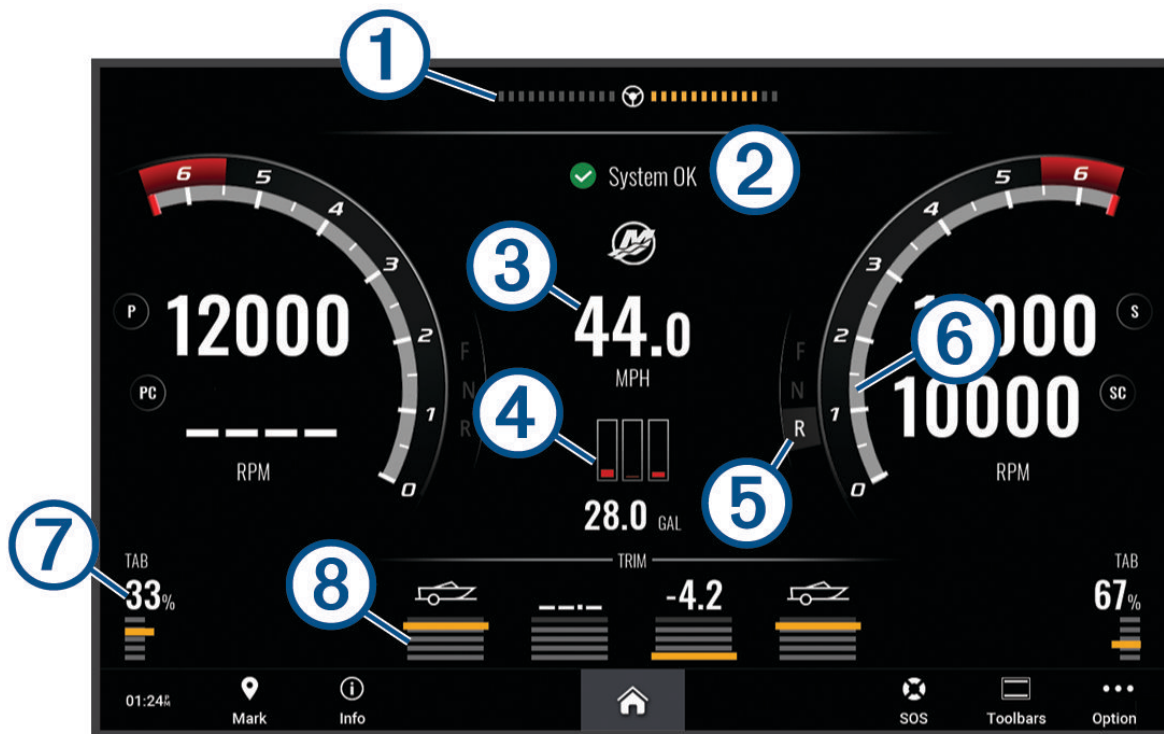 1
2
System OK
3
6
5
4
3
2
1
0
6
5
4
3
2
1
0
P
12000
PC
_ _ _ _
RPM
F
N
R
44.0
MPH
4
28.0 GAL
F
N
R
5
6
000
S
10000
SC
RPM
7
TAB
33%
8
TRIM
_ _._
-4.2
TAB
67%
01:24 PM
Mark
Info
SOS
Toolbars
Option